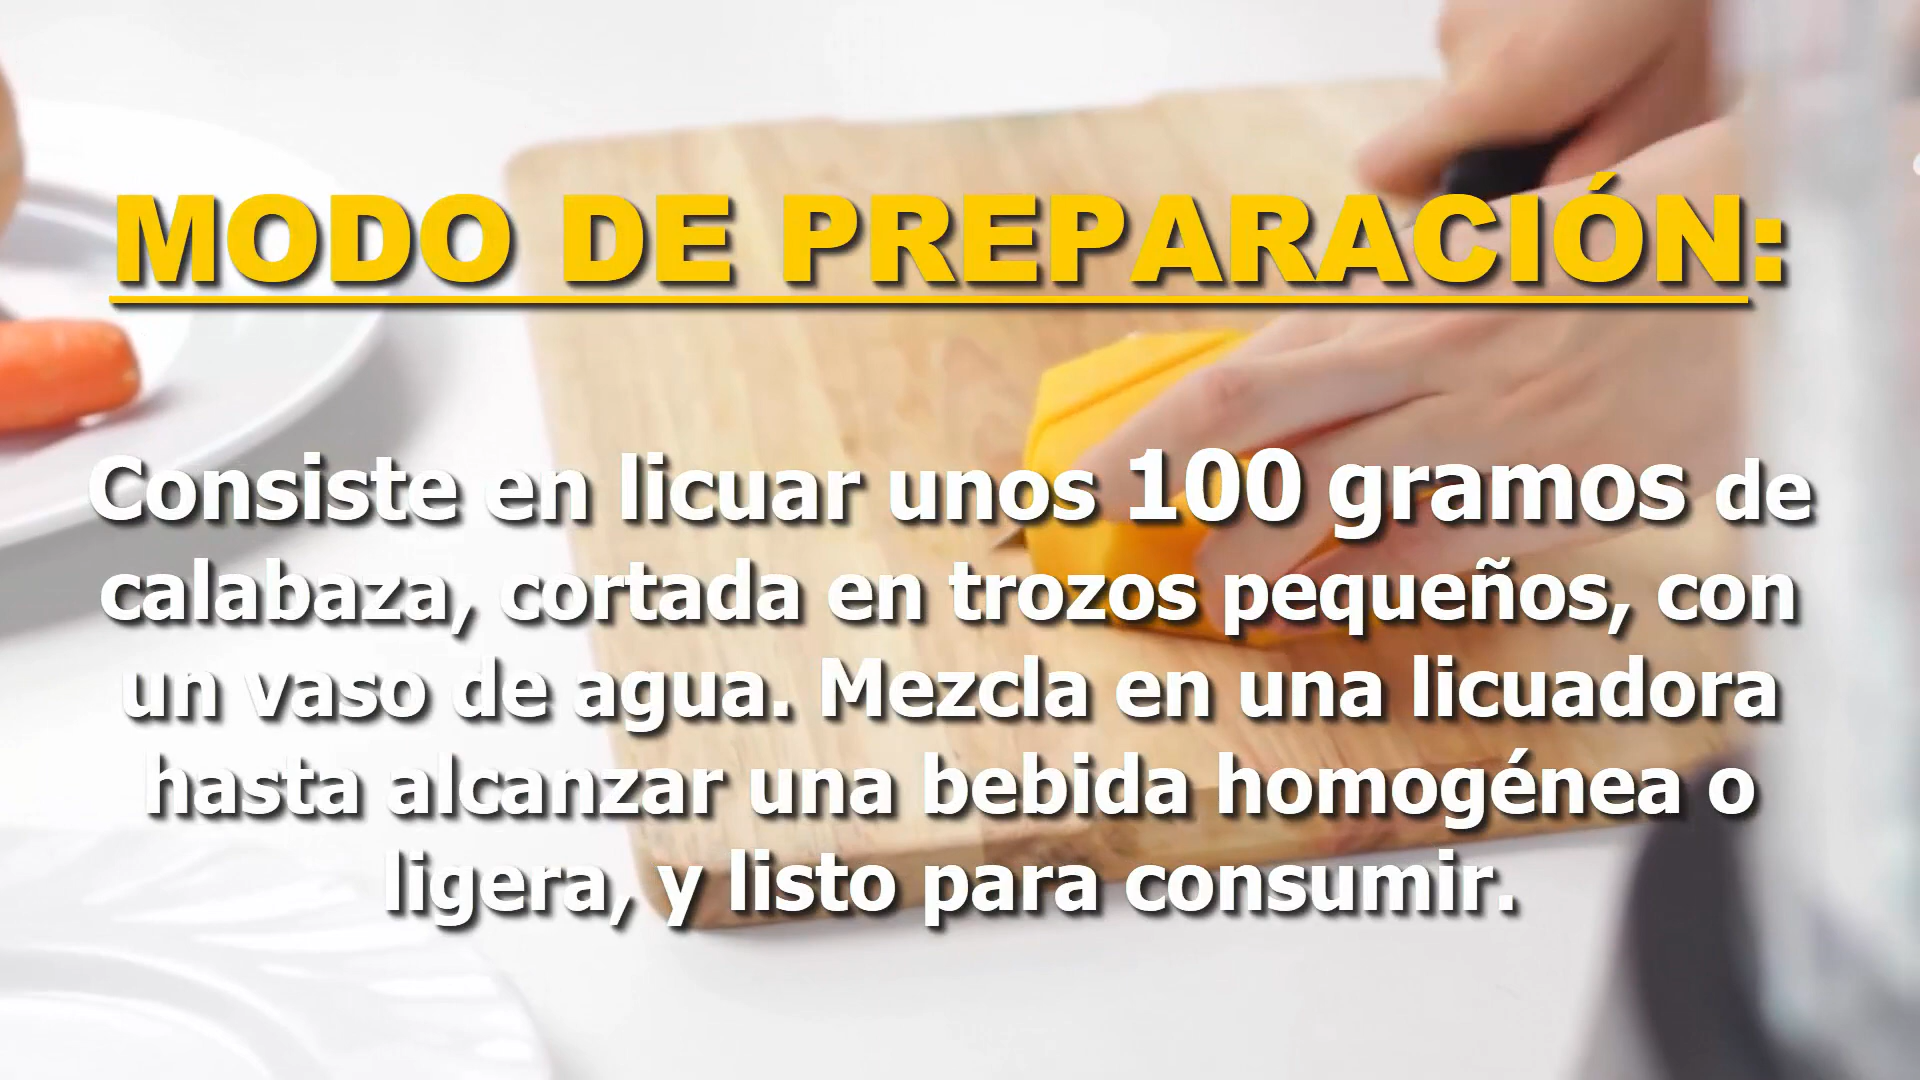 MODO DE PREPARACIÓN:
Consiste en licuar unos 100 gramos de
calabaza, cortada en trozos pequeños, con
un vaso de agua. Mezcla en una licuadora
hasta alcanzar una bebida homogénea o
ligera, y listo para consumir.